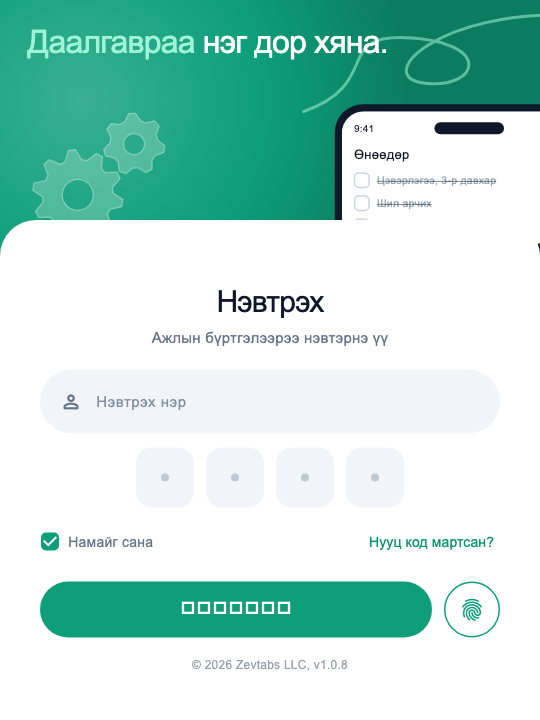 Даалгавраа нэг дор хяна.
9:41
Өнөөдөр
Цэвэрлэгээ, 3-р давхар
Шил арчих
Нэвтрэх
Ажлын бүртгэлээрээ нэвтэрнэ үү
Нэвтрэх нэр
Намайг сана
Нууц код мартсан?
© 2026 Zevtabs LLC, v1.0.8